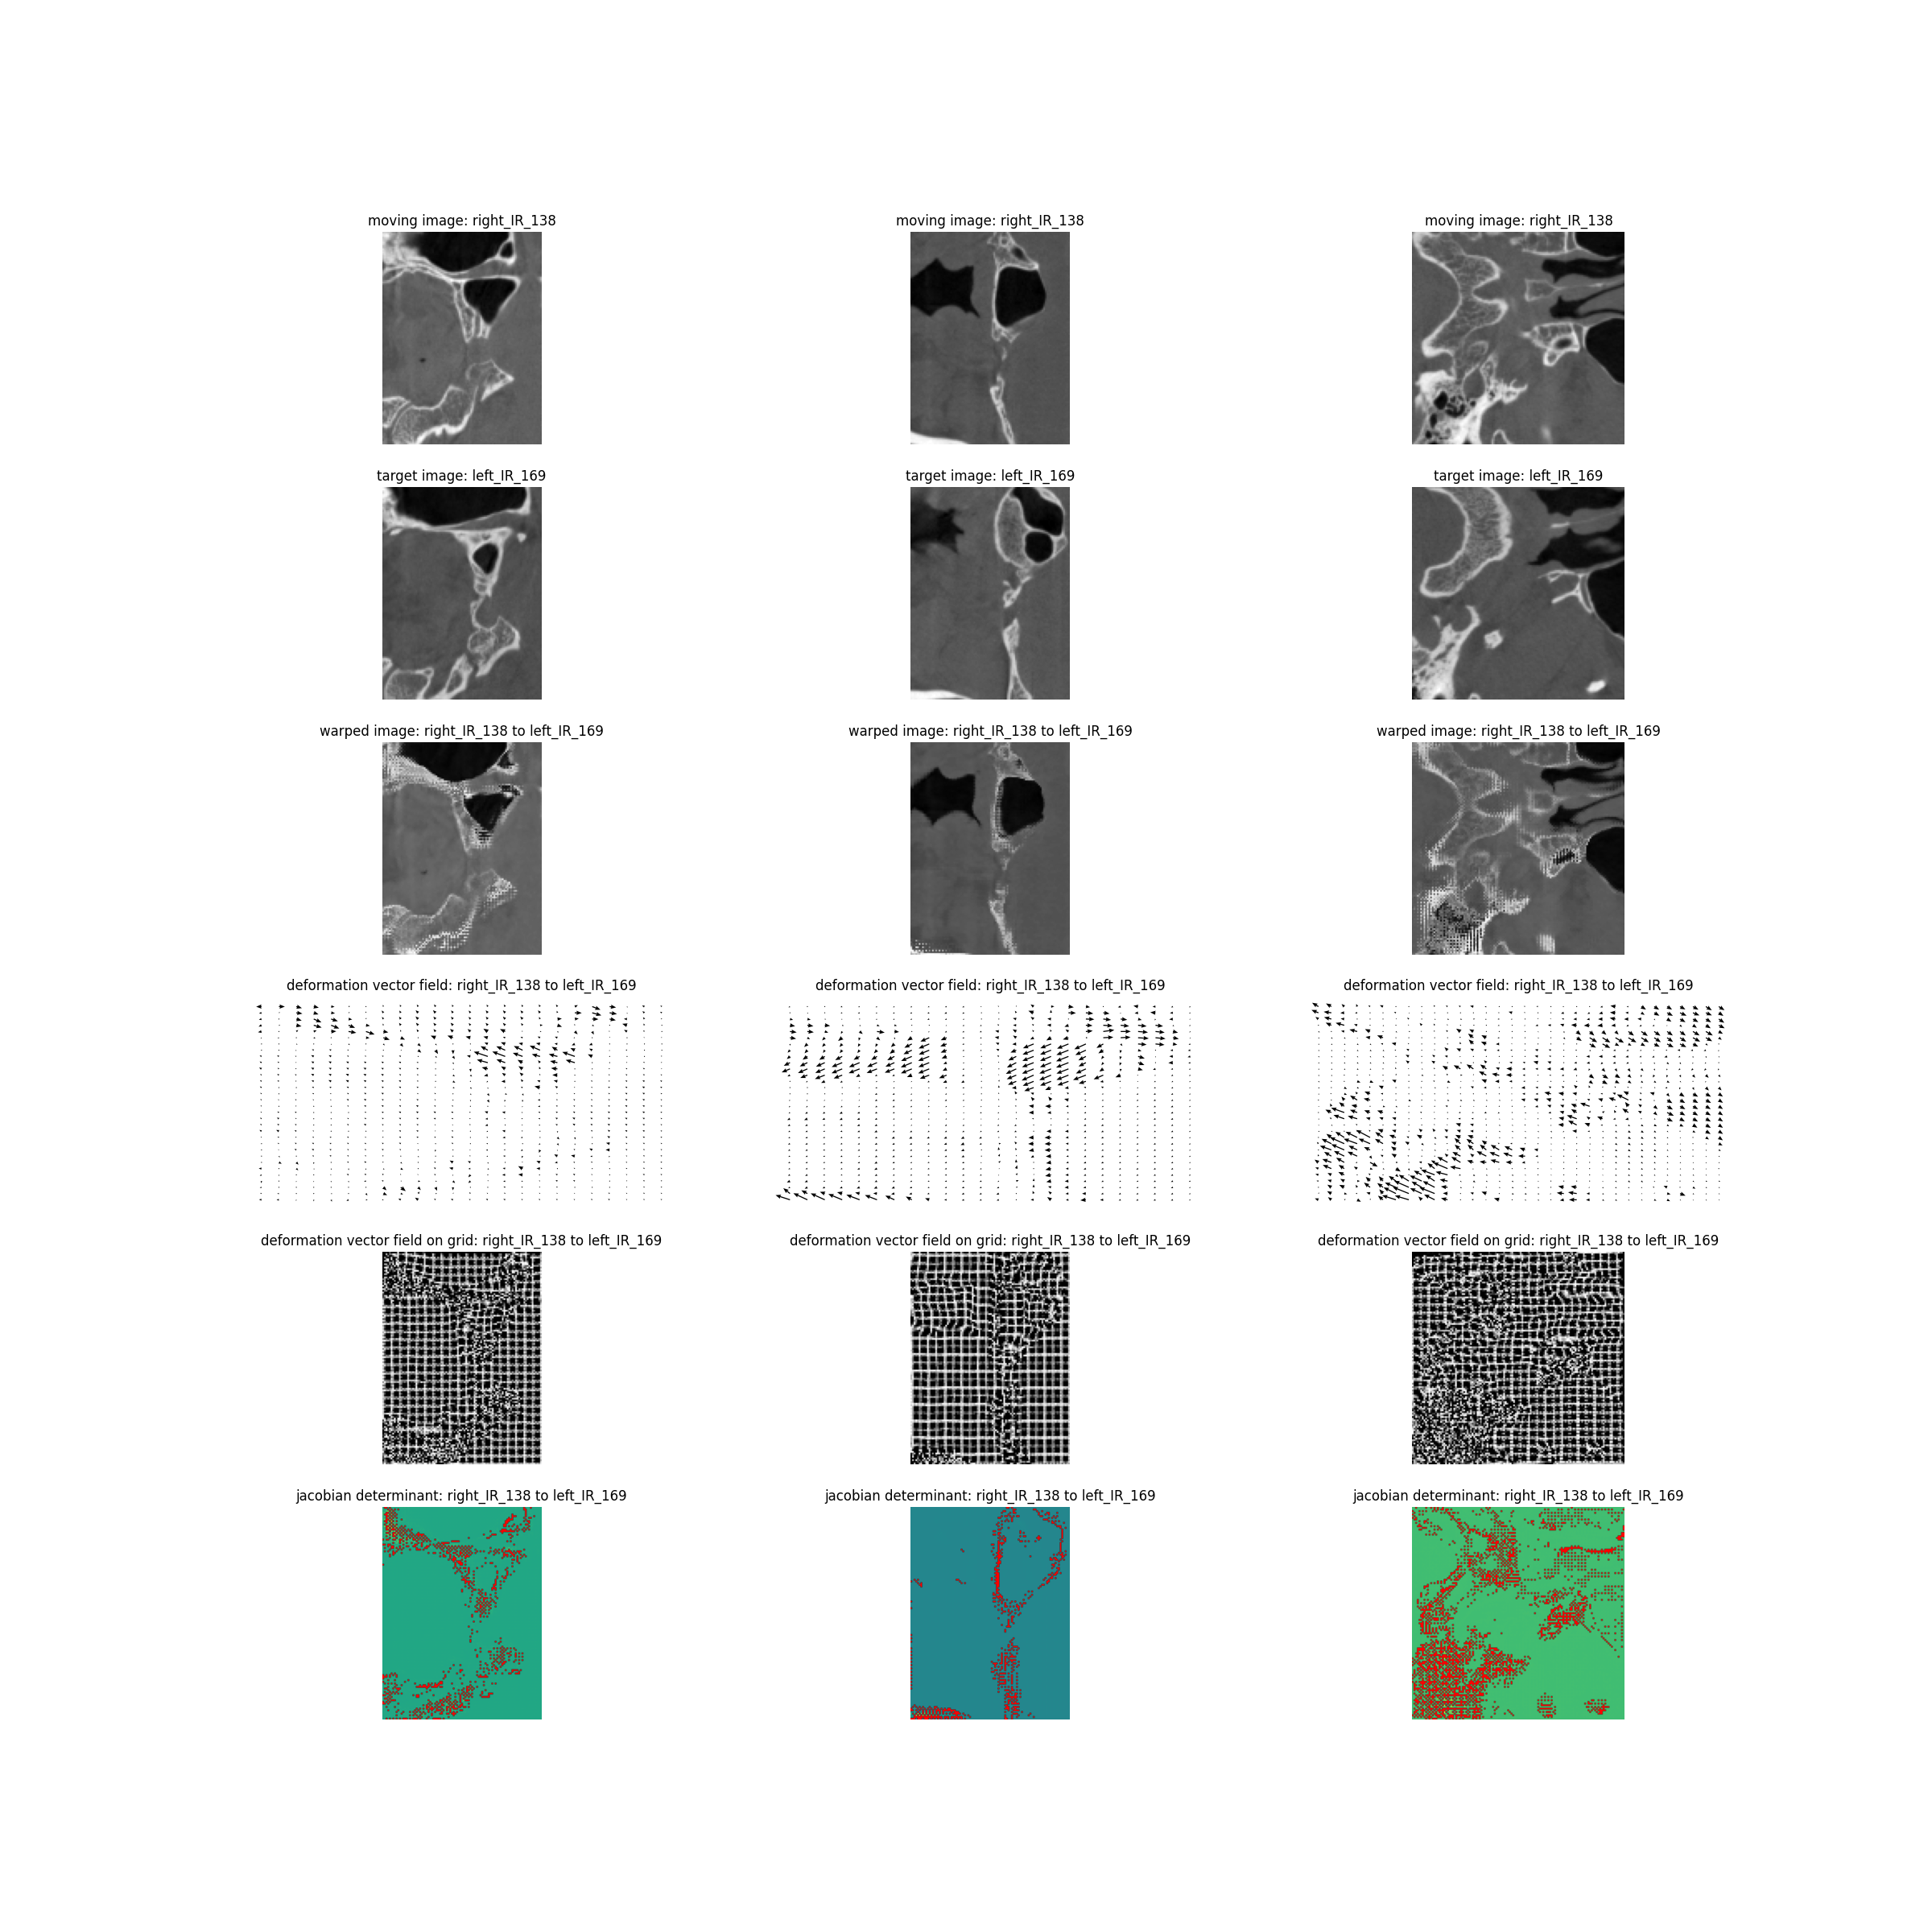 moving image: right_IR_138
moving image: right_IR_138
moving image: right_IR_138
target image: left_IR_169
target image: left_IR_169
target image: left_IR_169
warped image: right_IR_138 to left_IR_169
warped image: right_IR_138 to left_IR_169
warped image: right_IR_138 to left_IR_169
deformation vector field: right_IR_138 to left_IR_169
deformation vector field: right_IR_138 to left_IR_169
deformation vector field: right_IR_138 to left_IR_169
deformation vector field on grid: right_IR_138 to left_IR_169
deformation vector field on grid: right_IR_138 to left_IR_169
deformation vector field on grid: right_IR_138 to left_IR_169
jacobian determinant: right_IR_138 to left_IR_169
jacobian determinant: right_IR_138 to left_IR_169
jacobian determinant: right_IR_138 to left_IR_169